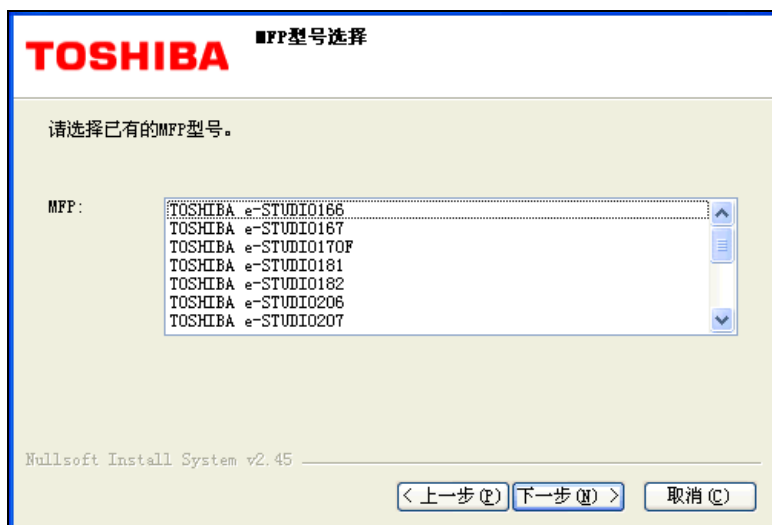 TOSHIBA
MFP型号选择
请选择已有的MFP型号。
MFP:
TOSHIBA e-STUDIO166
TOSHIBA e-STUDIO167
TOSHIBA e-STUDIO170F
TOSHIBA e-STUDIO181
TOSHIBA e-STUDIO182
TOSHIBA e-STUDIO206
TOSHIBA e-STUDIO207
Nullsoft Install System v2.45
< 上一步(P)
下一步(N) >
取消(C)